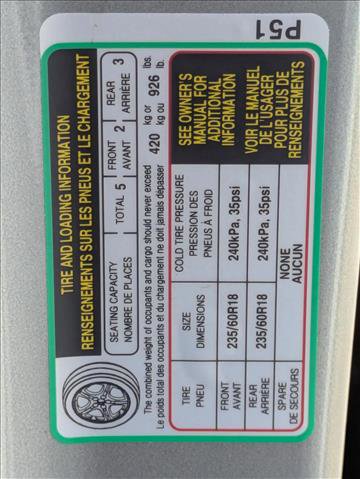 P51
TIRE AND LOADING INFORMATION
RENSEIGNEMENTS SUR LES PNEUS ET LE CHARGEMENT
SEATING CAPACITY
NOMBRE DE PLACES
TOTAL 5
FRONT 2
AVANT
REAR 3
ARRIÈRE
The combined weight of occupants and cargo should never exceed 420 kg or 926 lbs.
Le poids total des occupants et du chargement ne doit jamais dépasser kg ou lb.
TIRE
PNEU
SIZE
DIMENSIONS
COLD TIRE PRESSURE
PRESSION DES
PNEUS À FROID
FRONT
AVANT
235/60R18
240kPa, 35psi
REAR
ARRIÈRE
235/60R18
240kPa, 35psi
SPARE
DE SECOURS
NONE
AUCUN
SEE OWNER'S
MANUAL FOR
ADDITIONAL
INFORMATION
VOIR LE MANUEL
DE L'USAGER
POUR PLUS DE
RENSEIGNEMENTS